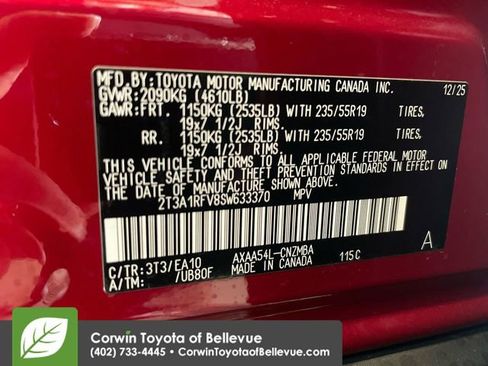 MFD.BY: TOYOTA MOTOR MANUFACTURING CANADA INC. 12/25
GVWR: 2090KG (4610LB)
GAWR: FRT. 1150KG (2535LB) WITH 235/55R19 TIRES,
19x7 1/2J RIMS,
RR. 1150KG (2535LB) WITH 235/55R19 TIRES,
19x7 1/2J RIMS.
THIS VEHICLE CONFORMS TO ALL APPLICABLE FEDERAL MOTOR
VEHICLE SAFETY AND THEFT PREVENTION STANDARDS IN EFFECT
ON THE DATE OF MANUFACTURE SHOWN ABOVE.
2T3A1RFV8SW633370 MPV
C/TR: 3T3/EA10 AXAA54L-CNZMBA A
A/TM: /UB80F MADE IN CANADA 115C
Corwin Toyota of Bellevue
(402) 733-4445 • CorwinToyotaofBellevue.com